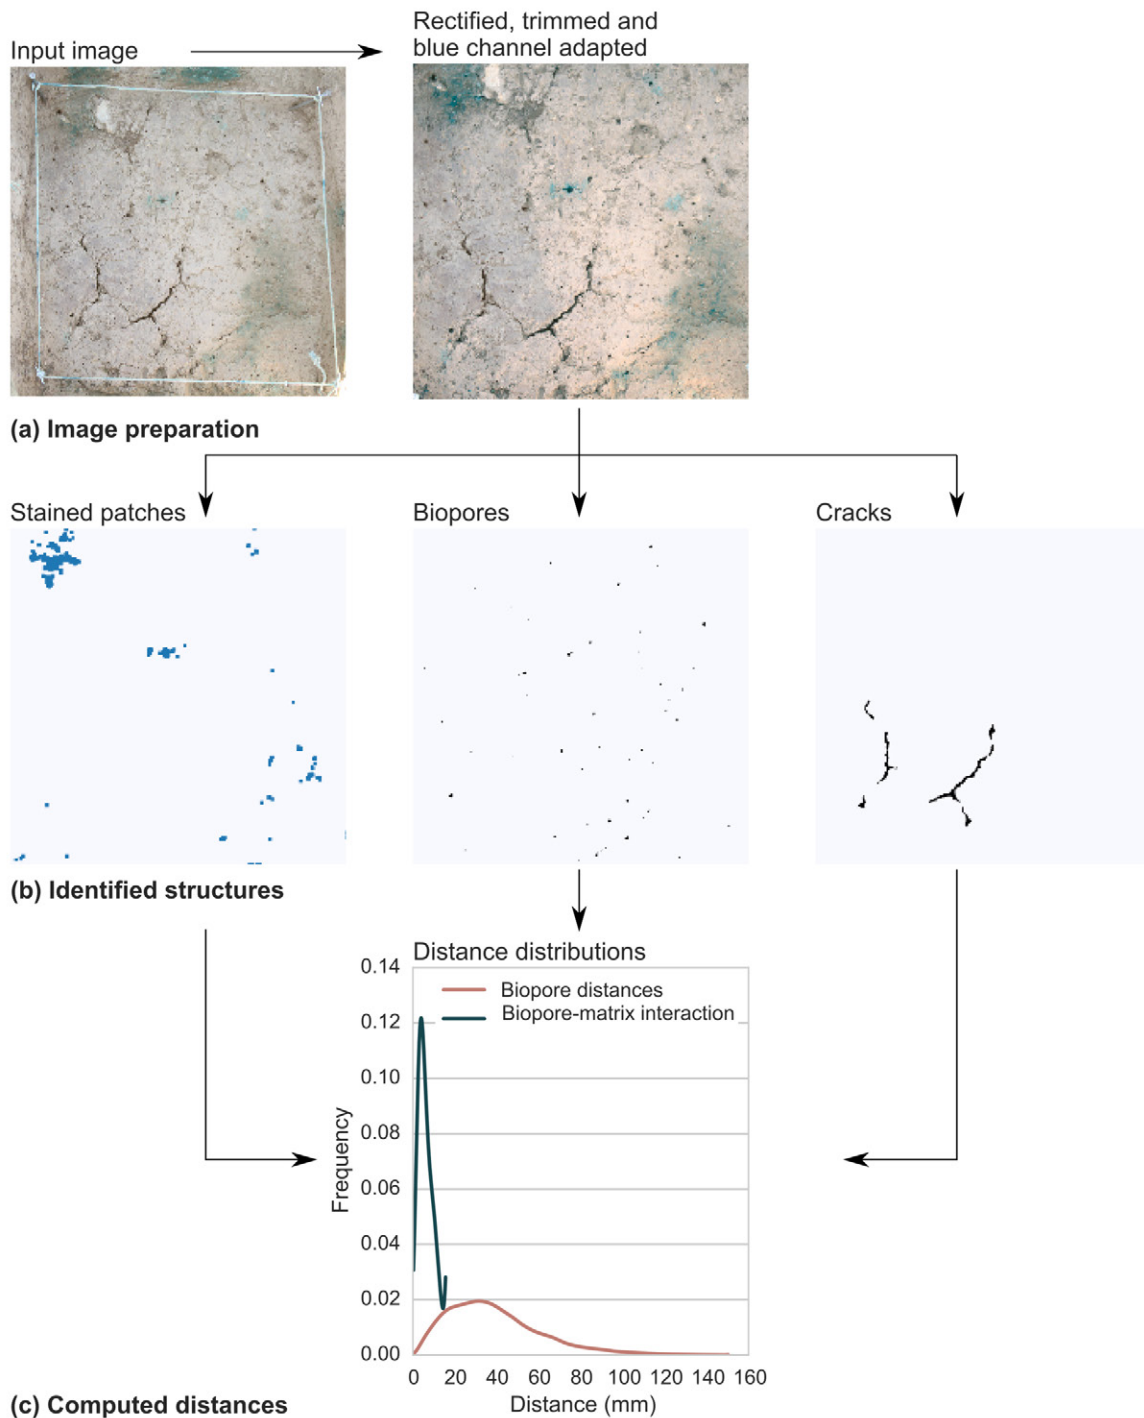 Input image
Rectified, trimmed and
blue channel adapted
(a) Image preparation
Stained patches
Biopores
Cracks
(b) Identified structures
Distance distributions
0.14
0.12
0.10
0.08
0.06
0.04
0.02
0.00
Frequency
Biopore distances
Biopore-matrix interaction
0 20 40 60 80 100 120 140 160
Distance (mm)
(c) Computed distances